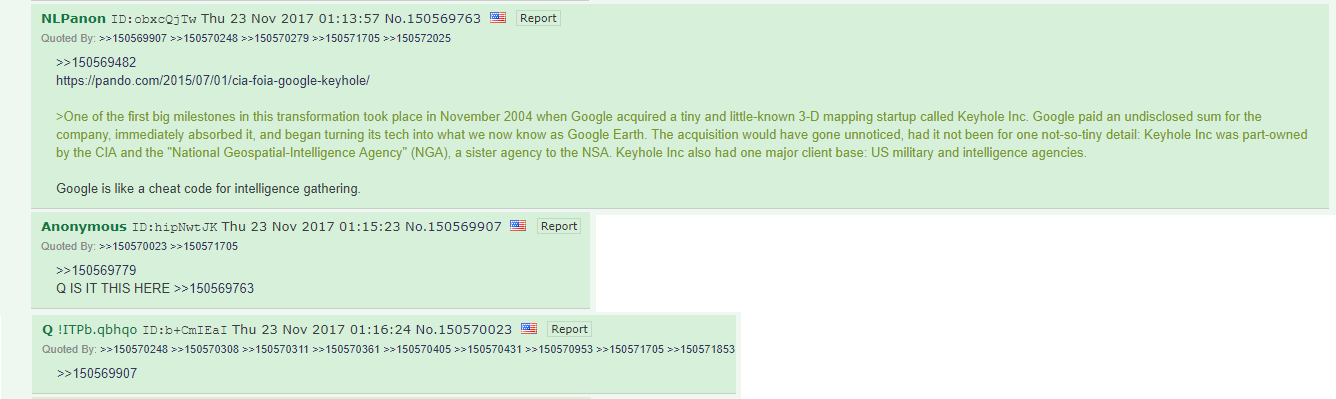 NLPanon ID:obxcQjTw Thu 23 Nov 2017 01:13:57 No.150569763 Report
Quoted By: >>150569907 >>150570248 >>150570279 >>150571705 >>150572025
>>150569482
https://pando.com/2015/07/01/cia-foia-google-keyhole/
>One of the first big milestones in this transformation took place in November 2004 when Google acquired a tiny and little-known 3-D mapping startup called Keyhole Inc. Google paid an undisclosed sum for the
company, immediately absorbed it, and began turning its tech into what we now know as Google Earth. The acquisition would have gone unnoticed, had it not been for one not-so-tiny detail: Keyhole Inc was part-owned
by the CIA and the "National Geospatial-Intelligence Agency" (NGA), a sister agency to the NSA. Keyhole Inc also had one major client base: US military and intelligence agencies.
Google is like a cheat code for intelligence gathering.
Anonymous ID:hipNwtJK Thu 23 Nov 2017 01:15:23 No.150569907 Report
Quoted By: >>150570023 >>150571705
>>150569779
Q IS IT THIS HERE >>150569763
Q !ITPb.qbhqo ID:b+CmIEaI Thu 23 Nov 2017 01:16:24 No.150570023 Report
Quoted By: >>150570248 >>150570308 >>150570311 >>150570361 >>150570405 >>150570431 >>150570953 >>150571705 >>150571853
>>150569907